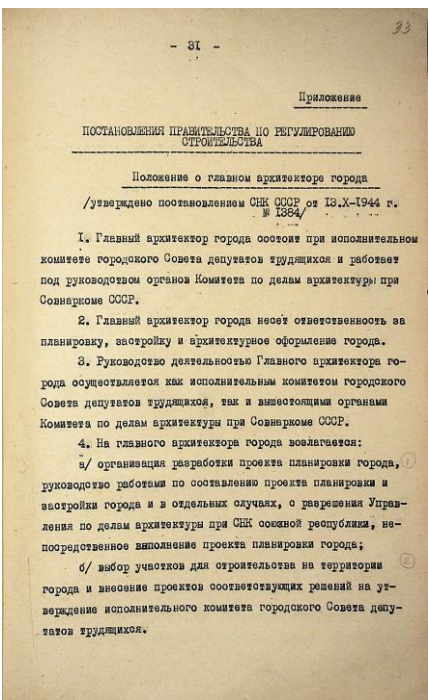 33
- 31 -
Приложение
ПОСТАНОВЛЕНИЯ ПРАВИТЕЛЬСТВА ПО РЕГУЛИРОВАНИЮ
СТРОИТЕЛЬСТВА
Положение о главном архитекторе города
/утверждено постановлением СНК СССР от 13.X-1944 г.
№ 1384/
1. Главный архитектор города состоит при исполнительном
комитете городского Совета депутатов трудящихся и работает
под руководством органов Комитета по делам архитектуры при
Совнаркоме СССР.
2. Главный архитектор города несет ответственность за
планировку, застройку и архитектурное оформление города.
3. Руководство деятельностью Главного архитектора го-
рода осуществляется как исполнительным комитетом городского
Совета депутатов трудящихся, так и вышестоящими органами
Комитета по делам архитектуры при Совнаркоме СССР.
4. На главного архитектора города возлагается:
а/ организация разработки проекта планировки города, 1
руководство работами по составлению проекта планировки и
застройки города и в отдельных случаях, с разрешения Управ-
ления по делам архитектуры при СНК союзной республики, не-
посредственное выполнение проекта планировки города;
б/ выбор участков для строительства на территории 2
города и внесение проектов соответствующих решений на ут-
верждение исполнительного комитета городского Совета депу-
татов трудящихся.